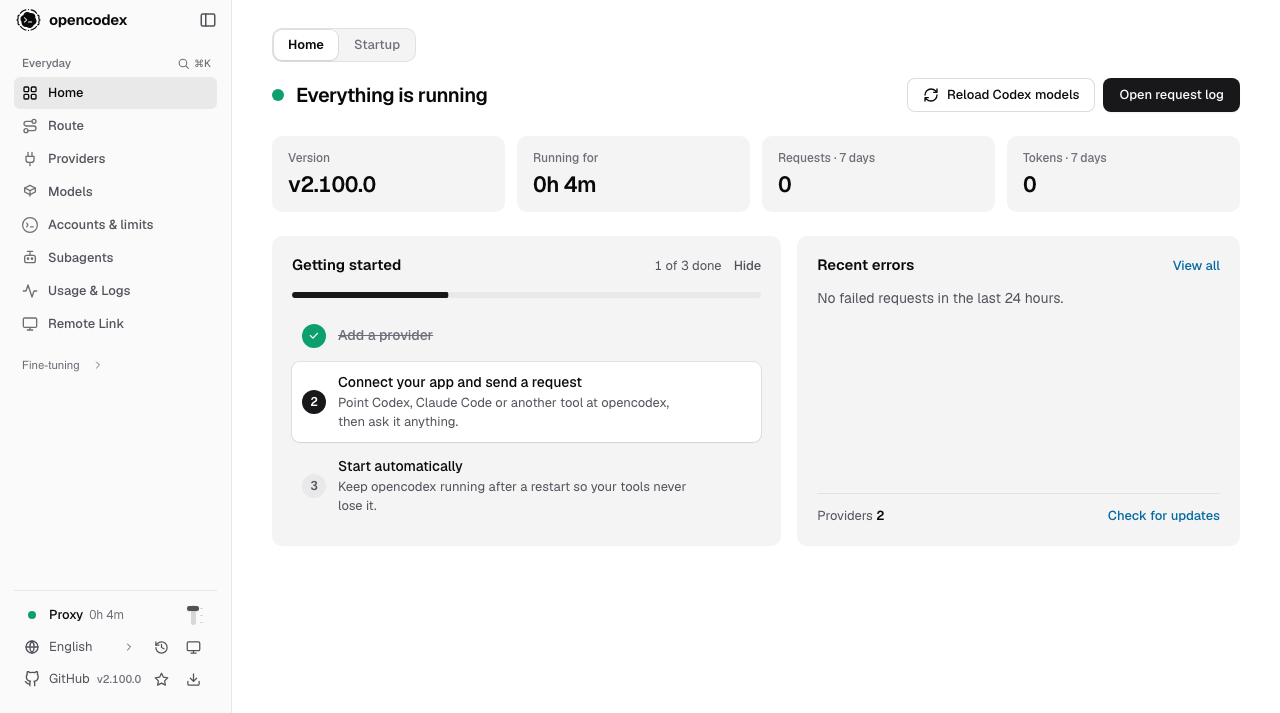 opencodex
Everyday
⌘K
Home
Route
Providers
Models
Accounts & limits
Subagents
Usage & Logs
Remote Link
Fine-tuning
Proxy 0h 4m
English
GitHub v2.100.0
Home
Startup
Everything is running
Reload Codex models
Open request log
Version
v2.100.0
Running for
0h 4m
Requests · 7 days
0
Tokens · 7 days
0
Getting started
1 of 3 done
Hide
Add a provider
2
Connect your app and send a request
Point Codex, Claude Code or another tool at opencodex,
then ask it anything.
3
Start automatically
Keep opencodex running after a restart so your tools never
lose it.
Recent errors
View all
No failed requests in the last 24 hours.
Providers 2
Check for updates